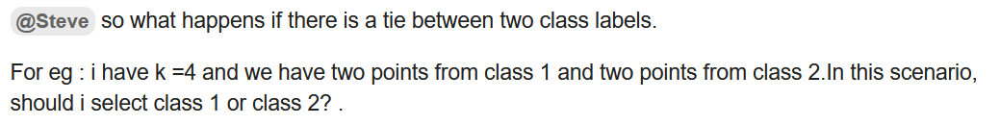 @Steve so what happens if there is a tie between two class labels.
For eg : i have k =4 and we have two points from class 1 and two points from class 2.In this scenario,
should i select class 1 or class 2? .